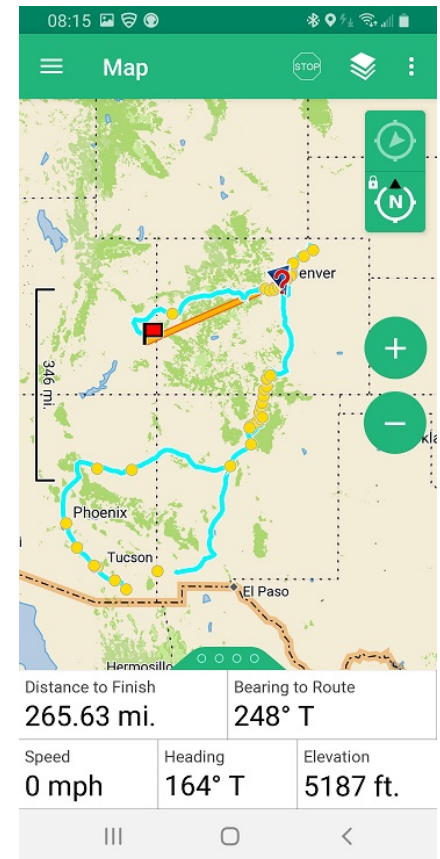 08:15
Map
STOP
N
enver
346 mi.
+
−
kla
Phoenix
Tucson
El Paso
Hermosillo
Distance to Finish
265.63 mi.
Bearing to Route
248° T
Speed
0 mph
Heading
164° T
Elevation
5187 ft.